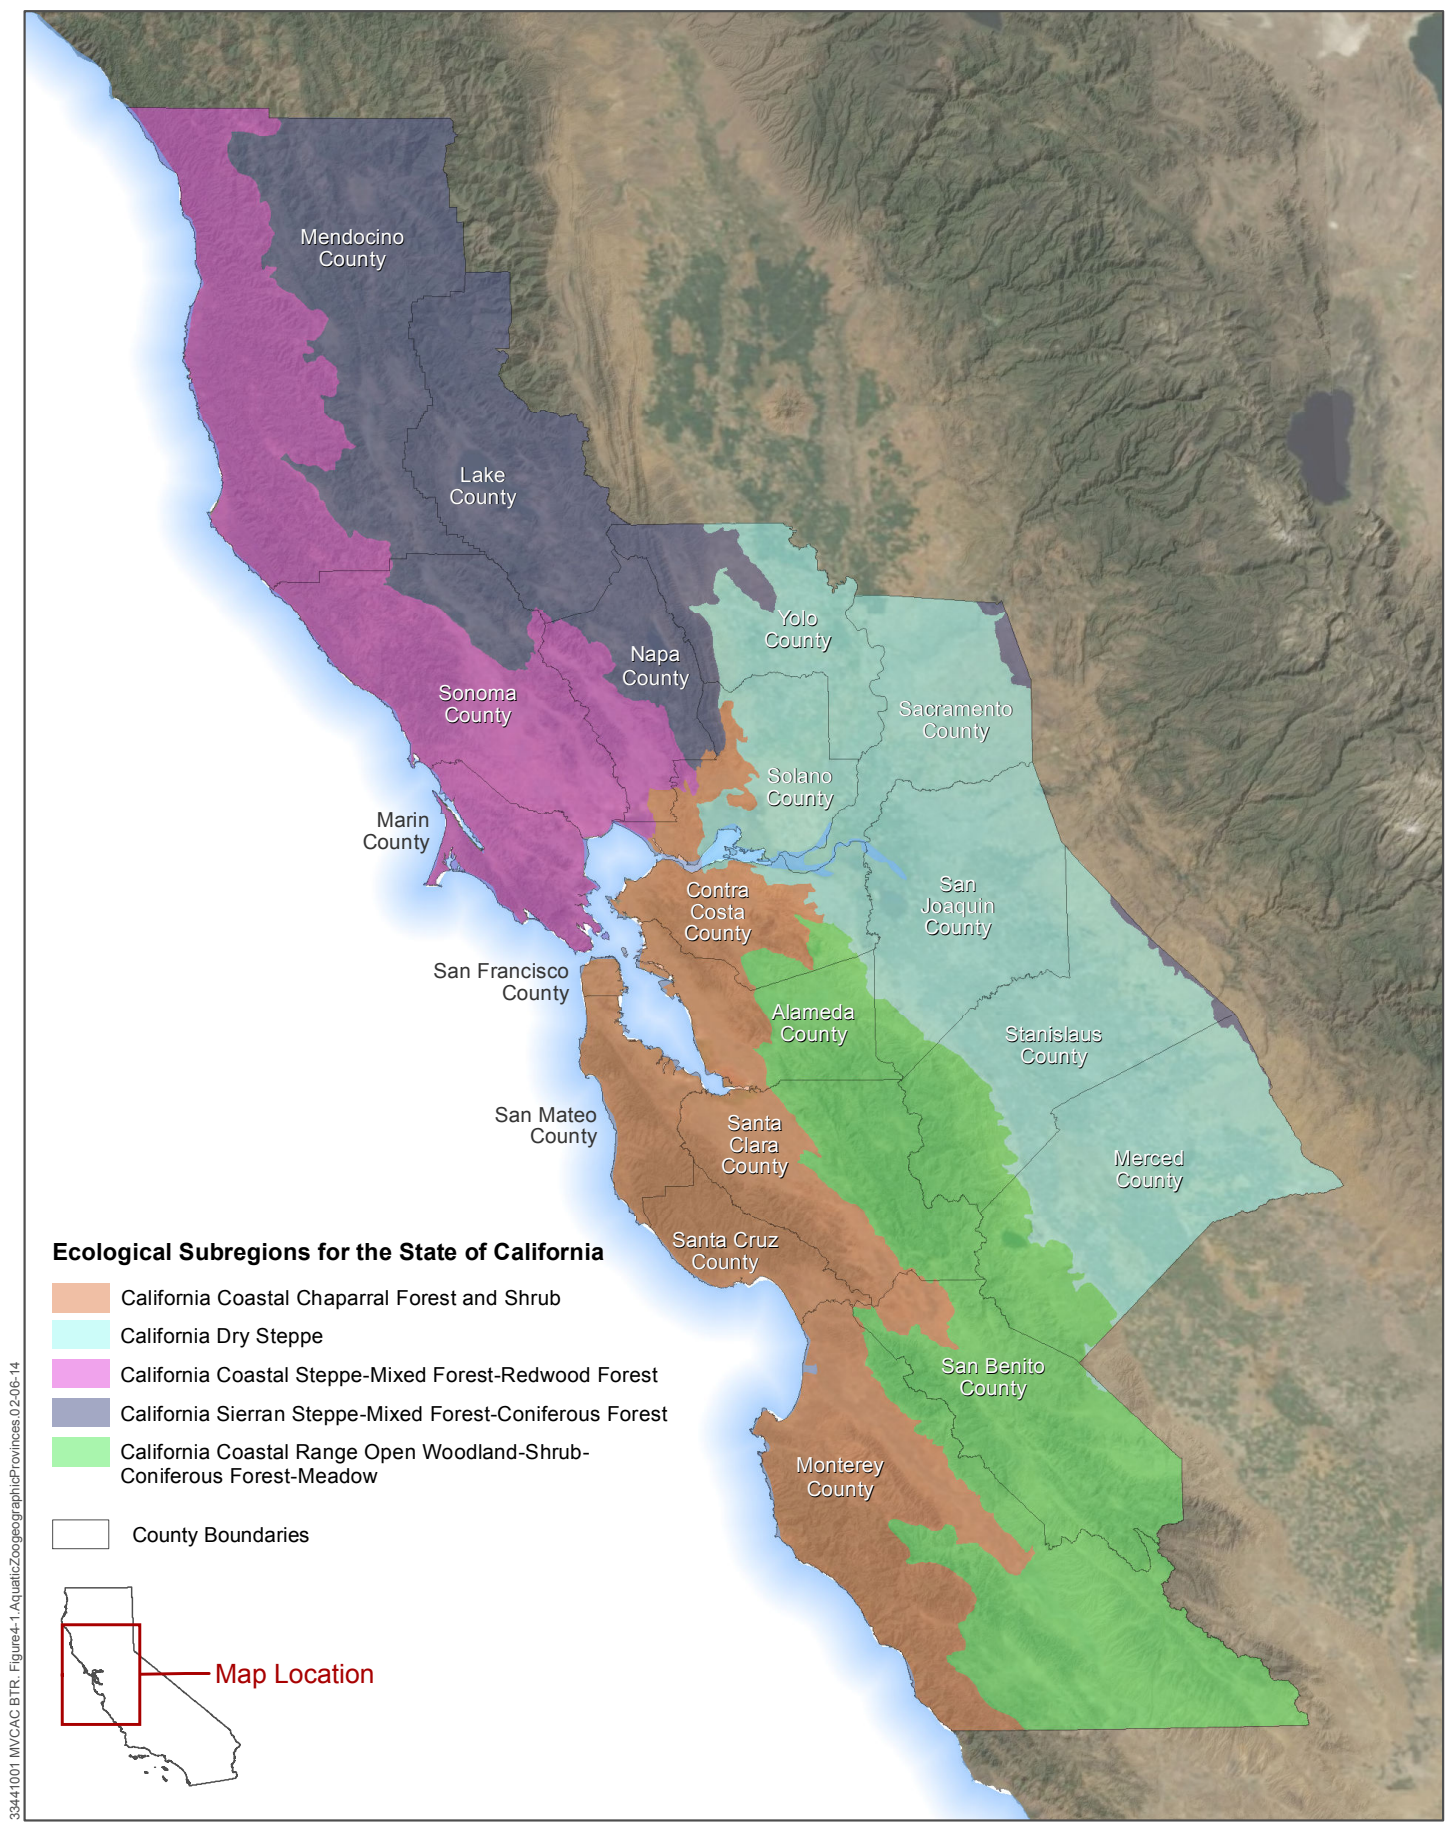 Mendocino
County
Lake
County
Yolo
County
Napa
County
Sonoma
County
Sacramento
County
Solano
County
Marin
County
Contra
Costa
County
San
Joaquin
County
San Francisco
County
Alameda
County
Stanislaus
County
San Mateo
County
Santa
Clara
County
Merced
County
Santa Cruz
County
San Benito
County
Monterey
County
Ecological Subregions for the State of California
California Coastal Chaparral Forest and Shrub
California Dry Steppe
California Coastal Steppe-Mixed Forest-Redwood Forest
California Sierran Steppe-Mixed Forest-Coniferous Forest
California Coastal Range Open Woodland-Shrub-
Coniferous Forest-Meadow
County Boundaries
Map Location
33441001 MVCAC BTR. Figure4-1.AquaticZoogeographicProvinces.02-06-14